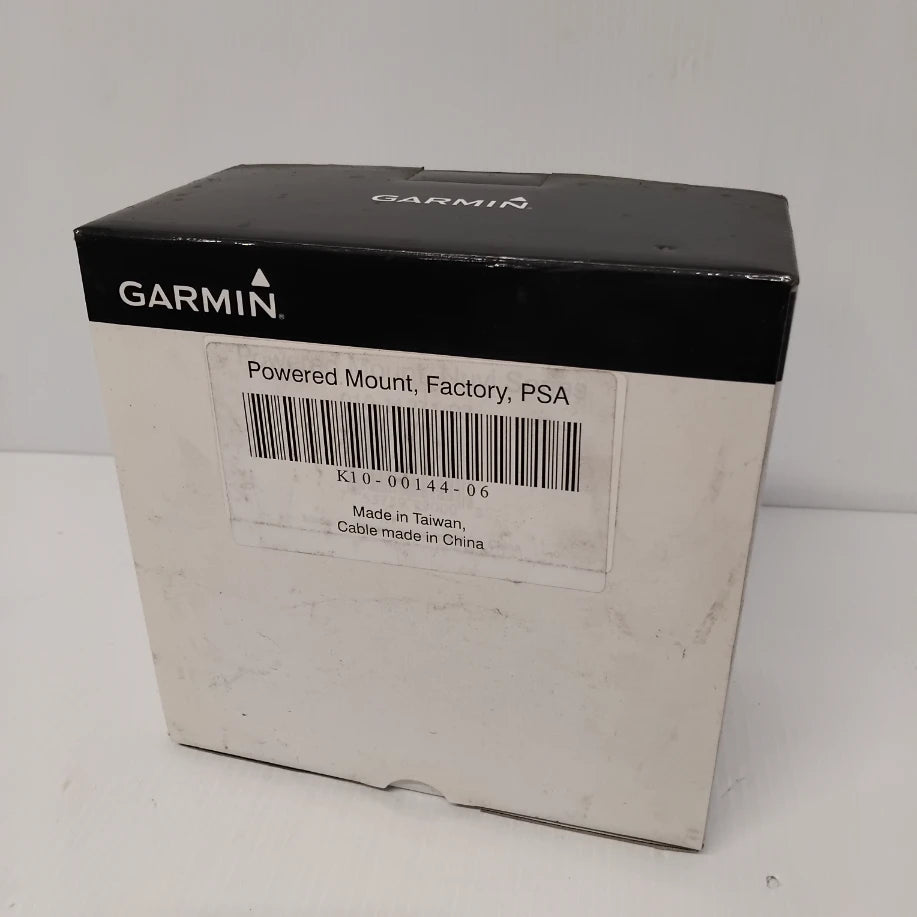 GARMIN
GARMIN®
Powered Mount, Factory, PSA
K10-00144-06
Made in Taiwan,
Cable made in China